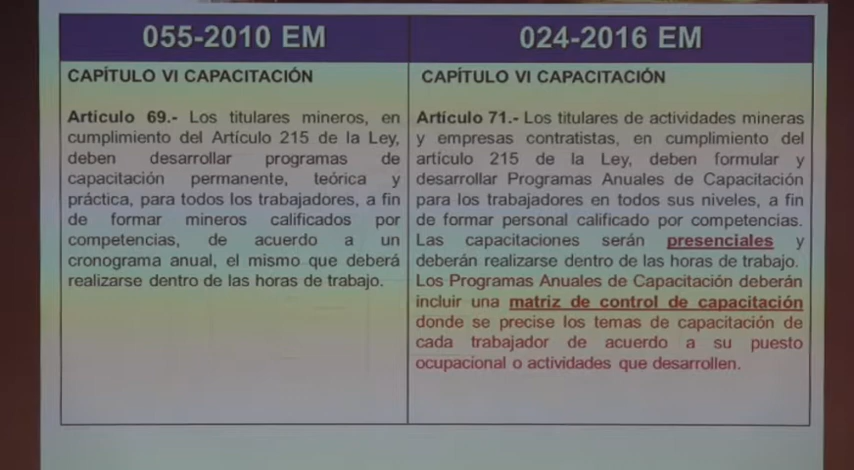 055-2010 EM
CAPÍTULO VI CAPACITACIÓN
Artículo 69.- Los titulares mineros, en
cumplimiento del Artículo 215 de la Ley,
deben desarrollar programas de
capacitación permanente, teórica y
práctica, para todos los trabajadores, a fin
de formar mineros calificados por
competencias, de acuerdo a un
cronograma anual, el mismo que deberá
realizarse dentro de las horas de trabajo.
024-2016 EM
CAPÍTULO VI CAPACITACIÓN
Artículo 71.- Los titulares de actividades mineras
y empresas contratistas, en cumplimiento del
artículo 215 de la Ley, deben formular y
desarrollar Programas Anuales de Capacitación
para los trabajadores en todos sus niveles, a fin
de formar personal calificado por competencias.
Las capacitaciones serán presenciales y
deberán realizarse dentro de las horas de trabajo.
Los Programas Anuales de Capacitación deberán
incluir una matriz de control de capacitación
donde se precise los temas de capacitación de
cada trabajador de acuerdo a su puesto
ocupacional o actividades que desarrollen.